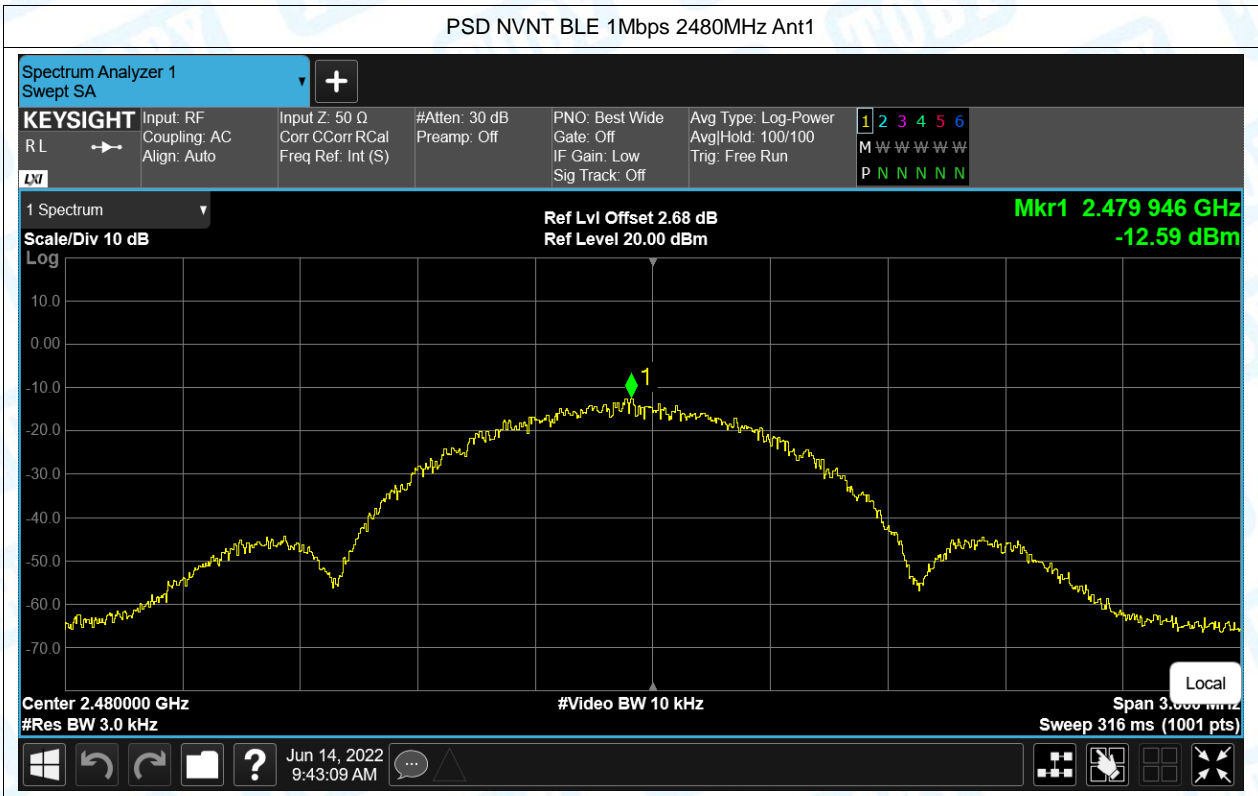 PSD NVNT BLE 1Mbps 2480MHz Ant1
Spectrum Analyzer 1
Swept SA
KEYSIGHT
R L
LXI
Input: RF
Coupling: AC
Align: Auto
Input Z: 50 Ω
Corr CCorr RCal
Freq Ref: Int (S)
#Atten: 30 dB
Preamp: Off
PNO: Best Wide
Gate: Off
IF Gain: Low
Sig Track: Off
Avg Type: Log-Power
Avg|Hold: 100/100
Trig: Free Run
1 2 3 4 5 6
M W W W W W
P N N N N N
1 Spectrum
Scale/Div 10 dB
Log
Ref Lvl Offset 2.68 dB
Ref Level 20.00 dBm
Mkr1 2.479 946 GHz
-12.59 dBm
10.0
0.00
-10.0
-20.0
-30.0
-40.0
-50.0
-60.0
-70.0
1
Local
Center 2.480000 GHz
#Res BW 3.0 kHz
#Video BW 10 kHz
Span 3.000 MHz
Sweep 316 ms (1001 pts)
?
Jun 14, 2022
9:43:09 AM